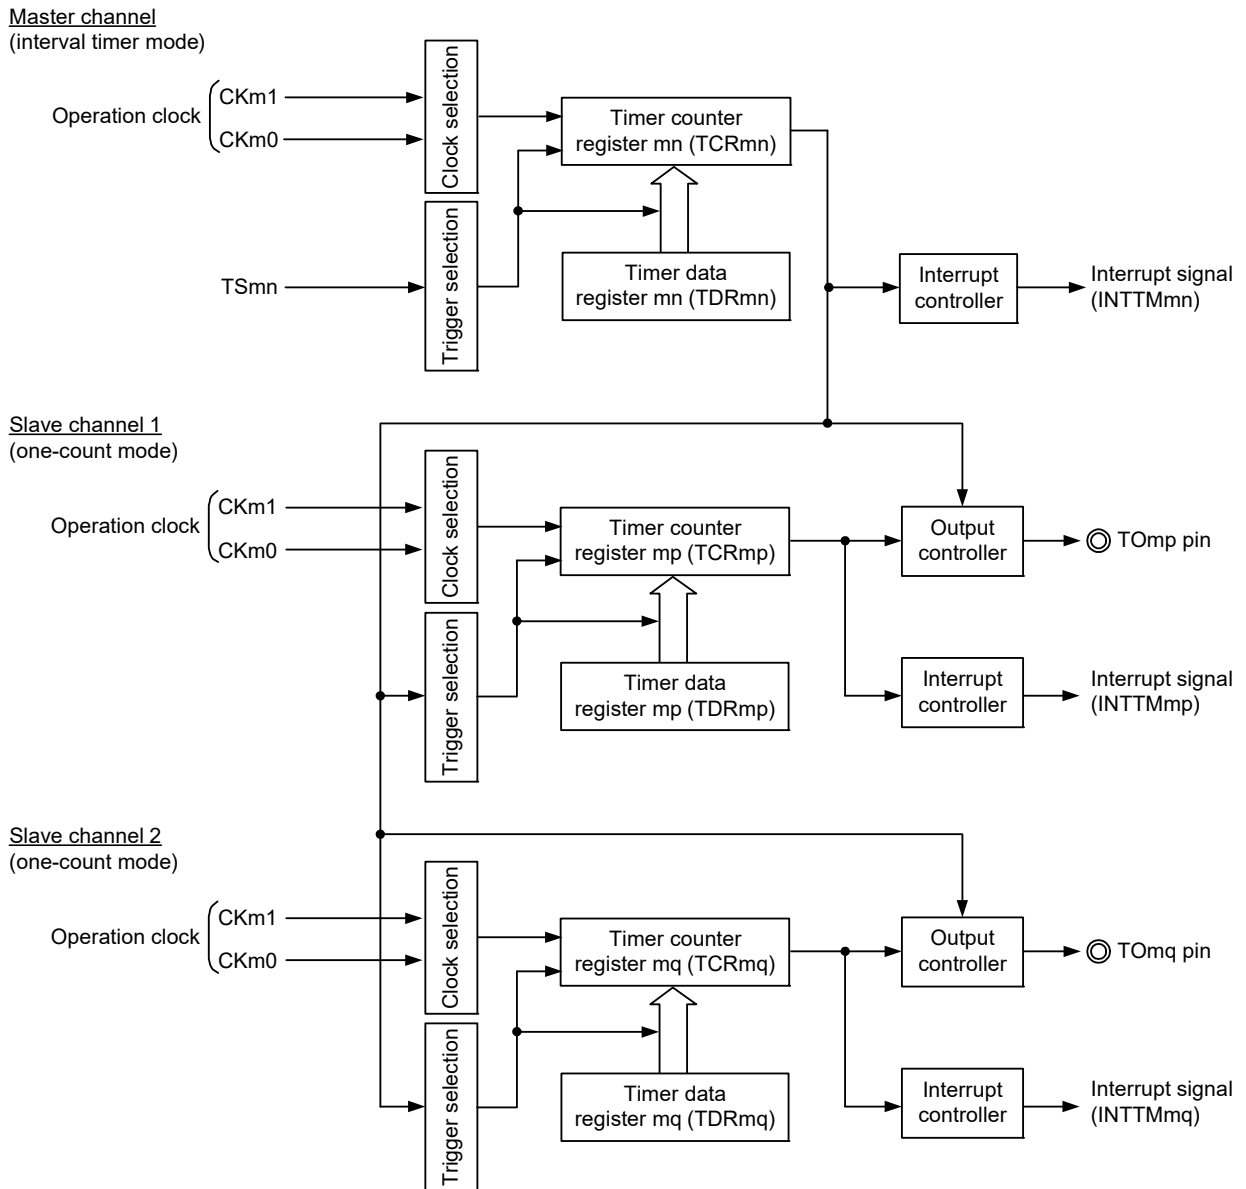 Master channel
(interval timer mode)
Operation clock
CKm1
CKm0
Clock selection
Timer counter
register mn (TCRmn)
TSmn
Trigger selection
Timer data
register mn (TDRmn)
Interrupt
controller
Interrupt signal
(INTTMmn)
Slave channel 1
(one-count mode)
Operation clock
CKm1
CKm0
Clock selection
Timer counter
register mp (TCRmp)
Output
controller
TOmp pin
Trigger selection
Timer data
register mp (TDRmp)
Interrupt
controller
Interrupt signal
(INTTMmp)
Slave channel 2
(one-count mode)
Operation clock
CKm1
CKm0
Clock selection
Timer counter
register mq (TCRmq)
Output
controller
TOmq pin
Trigger selection
Timer data
register mq (TDRmq)
Interrupt
controller
Interrupt signal
(INTTMmq)